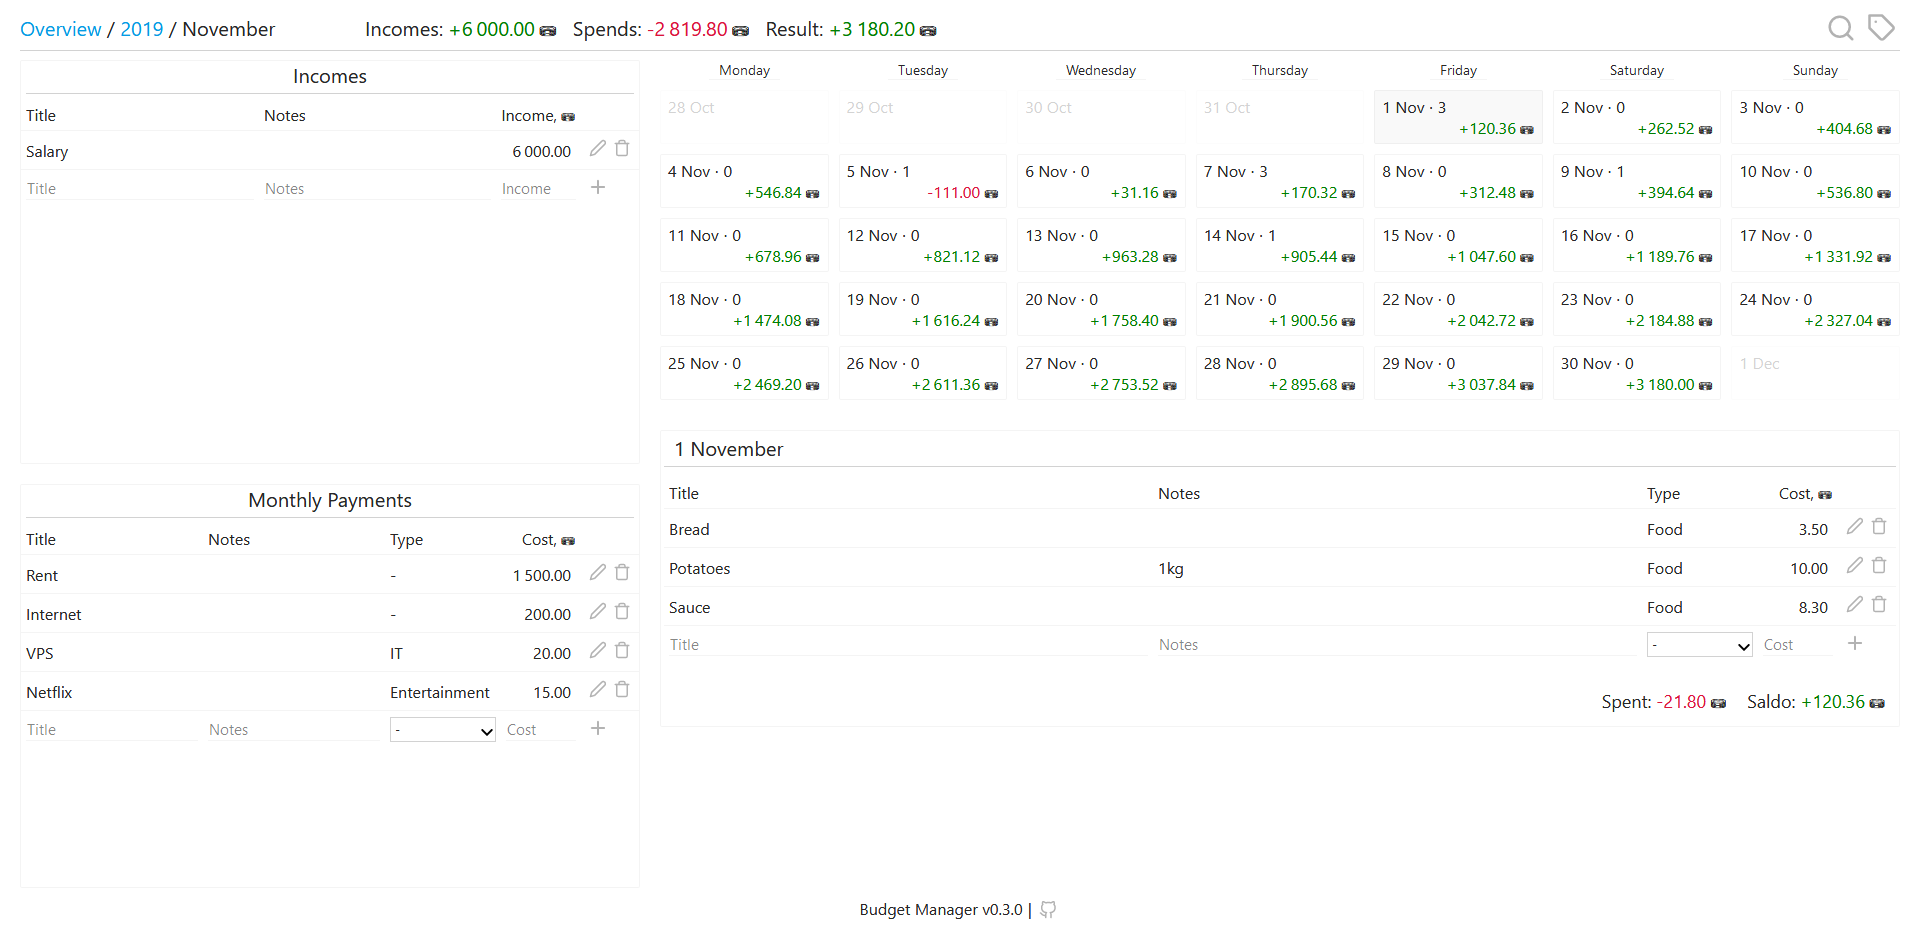 Overview / 2019 / November
Incomes: +6 000.00 Spends: -2 819.80 Result: +3 180.20
Incomes
Title Notes Income,
Salary 6 000.00
Title Notes Income
Monthly Payments
Title Notes Type Cost,
Rent - 1 500.00
Internet - 200.00
VPS IT 20.00
Netflix Entertainment 15.00
Title Notes - Cost
Monday Tuesday Wednesday Thursday Friday Saturday Sunday
28 Oct 29 Oct 30 Oct 31 Oct 1 Nov · 3 2 Nov · 0 3 Nov · 0
+120.36 +262.52 +404.68
4 Nov · 0 5 Nov · 1 6 Nov · 0 7 Nov · 3 8 Nov · 0 9 Nov · 1 10 Nov · 0
+546.84 -111.00 +31.16 +170.32 +312.48 +394.64 +536.80
11 Nov · 0 12 Nov · 0 13 Nov · 0 14 Nov · 1 15 Nov · 0 16 Nov · 0 17 Nov · 0
+678.96 +821.12 +963.28 +905.44 +1 047.60 +1 189.76 +1 331.92
18 Nov · 0 19 Nov · 0 20 Nov · 0 21 Nov · 0 22 Nov · 0 23 Nov · 0 24 Nov · 0
+1 474.08 +1 616.24 +1 758.40 +1 900.56 +2 042.72 +2 184.88 +2 327.04
25 Nov · 0 26 Nov · 0 27 Nov · 0 28 Nov · 0 29 Nov · 0 30 Nov · 0 1 Dec
+2 469.20 +2 611.36 +2 753.52 +2 895.68 +3 037.84 +3 180.00
1 November
Title Notes Type Cost,
Bread Food 3.50
Potatoes 1kg Food 10.00
Sauce Food 8.30
Title Notes - Cost
Spent: -21.80 Saldo: +120.36
Budget Manager v0.3.0 |